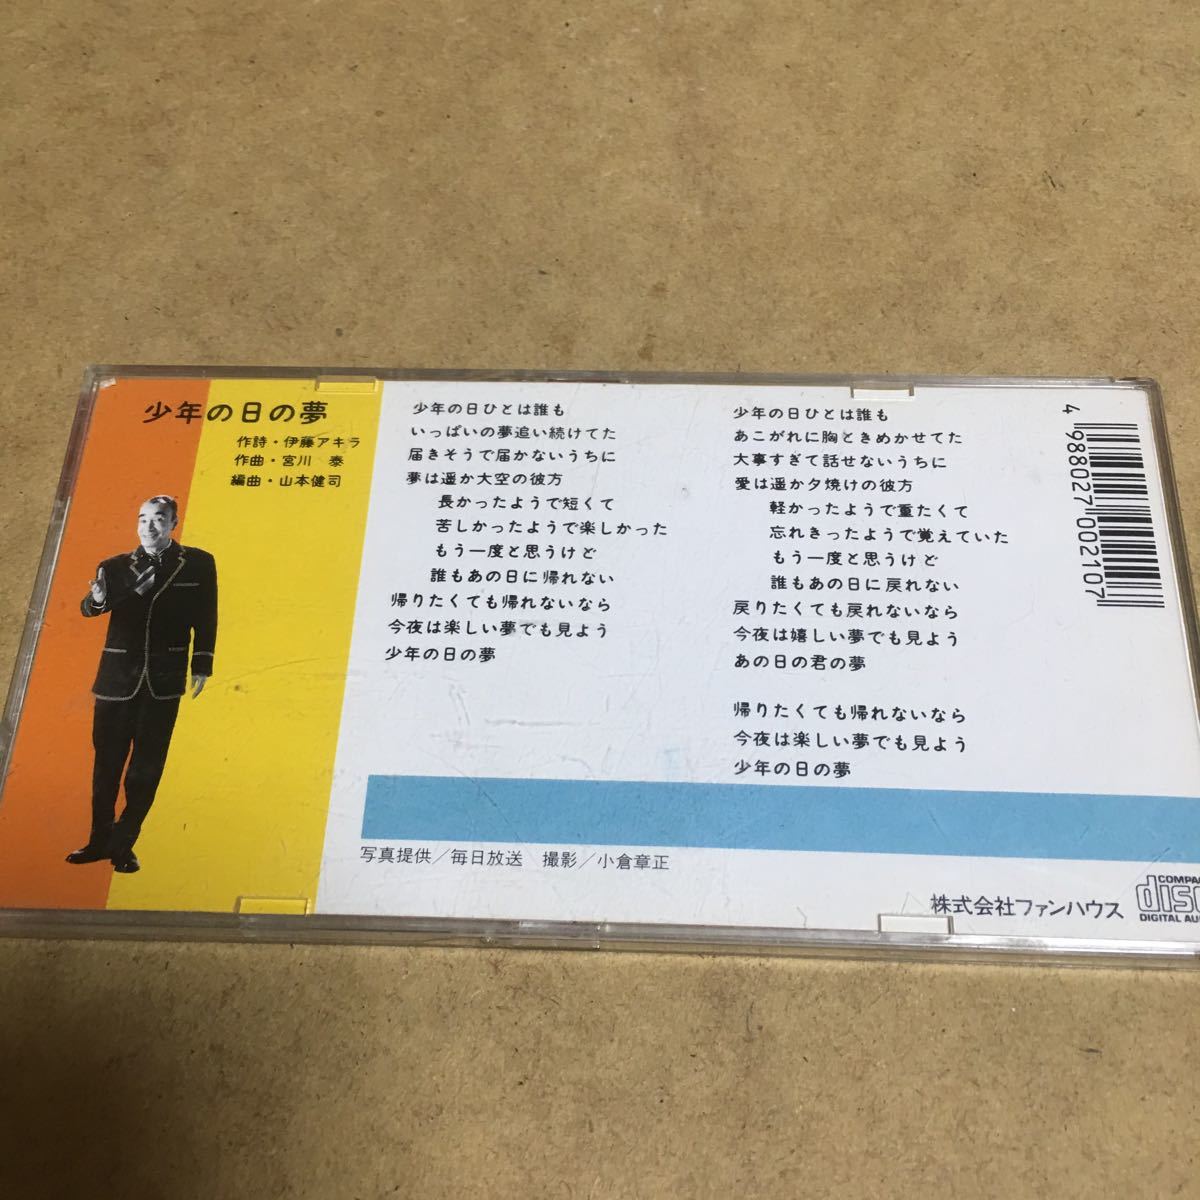 少年の日の夢
作詩・伊藤アキラ
作曲・宮川 泰
編曲・山本健司
少年の日ひとは誰も
いっぱいの夢追い続けてた
届きそうで届かないうちに
夢は遥か大空の彼方
長かったようで短くて
苦しかったようで楽しかった
もう一度と思うけど
誰もあの日に帰れない
帰りたくても帰れないなら
今夜は楽しい夢でも見よう
少年の日の夢
少年の日ひとは誰も
あこがれに胸ときめかせてた
大事すぎて話せないうちに
愛は遥か夕焼けの彼方
軽かったようで重たくて
忘れきったようで覚えていた
もう一度と思うけど
誰もあの日に戻れない
戻りたくても戻れないなら
今夜は嬉しい夢でも見よう
あの日の君の夢
帰りたくても帰れないなら
今夜は楽しい夢でも見よう
少年の日の夢
4 988027 002107
写真提供／毎日放送 撮影／小倉章正
株式会社ファンハウス
COMPA
disc
DIGITAL AU